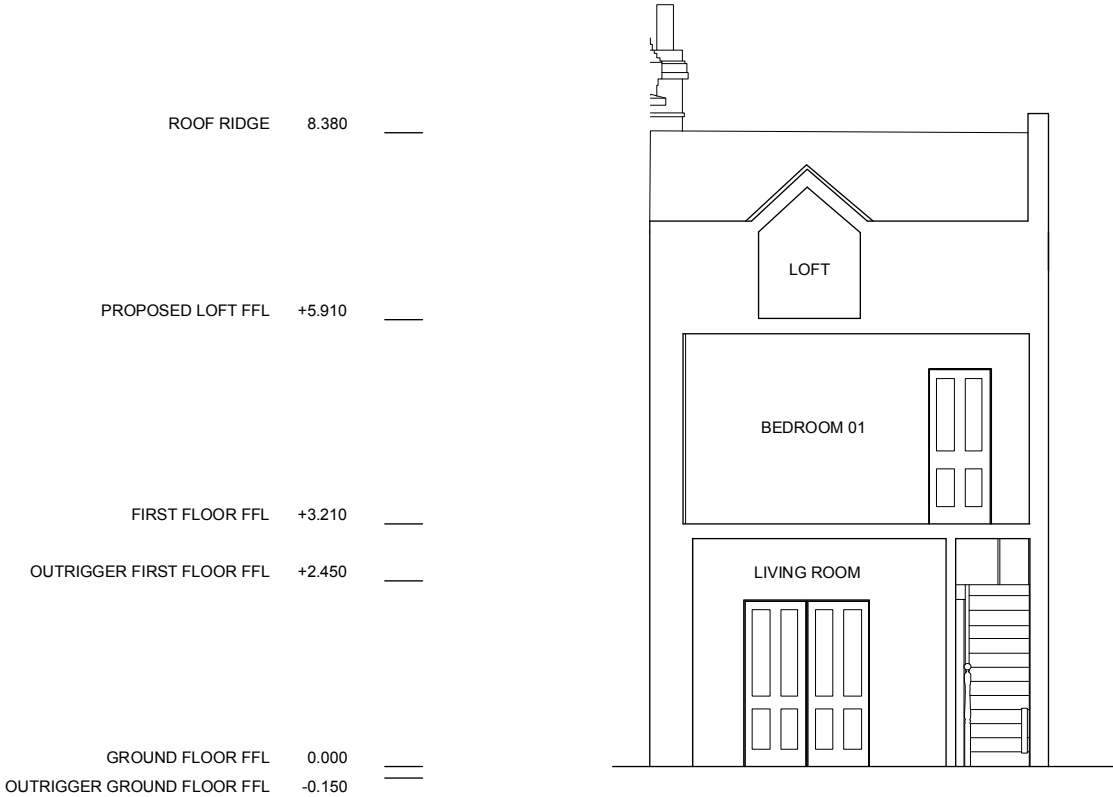 ROOF RIDGE 8.380
LOFT
PROPOSED LOFT FFL +5.910
BEDROOM 01
FIRST FLOOR FFL +3.210
OUTRIGGER FIRST FLOOR FFL +2.450
LIVING ROOM
GROUND FLOOR FFL 0.000
OUTRIGGER GROUND FLOOR FFL -0.150